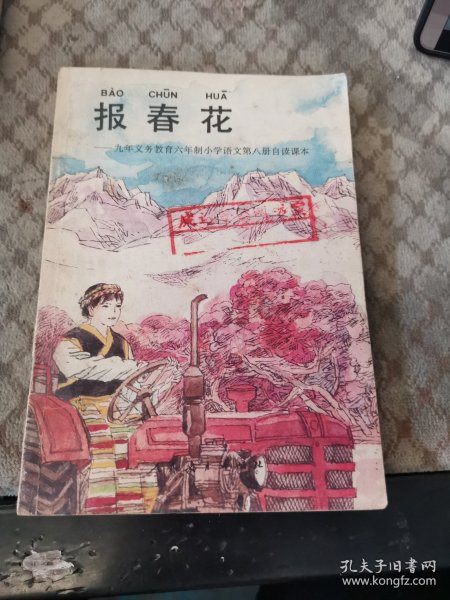 BÀO CHŪN HUĀ
报春花
——九年义务教育六年制小学语文第八册自读课本
孔夫子旧书网
www.kongfz.com